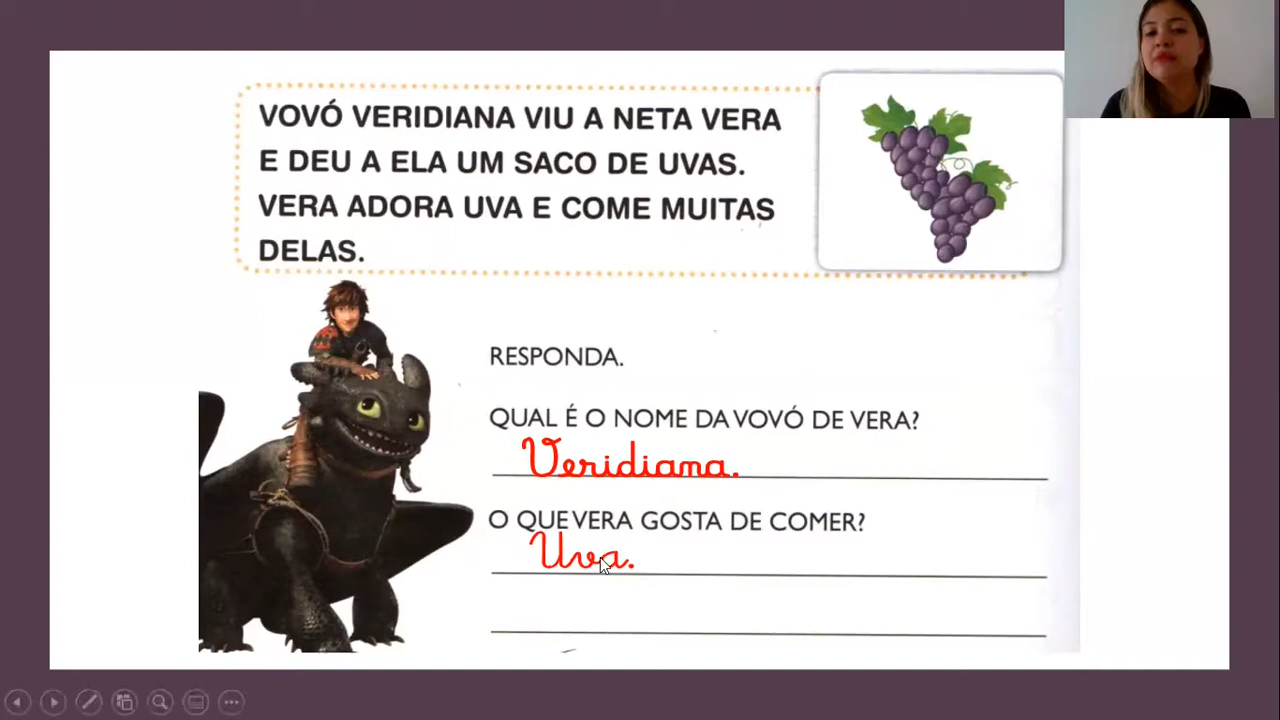 VOVÓ VERIDIANA VIU A NETA VERA
E DEU A ELA UM SACO DE UVAS.
VERA ADORA UVA E COME MUITAS
DELAS.
RESPONDA.
QUAL É O NOME DA VOVÓ DE VERA?
Veridiana.
O QUE VERA GOSTA DE COMER?
Uva.